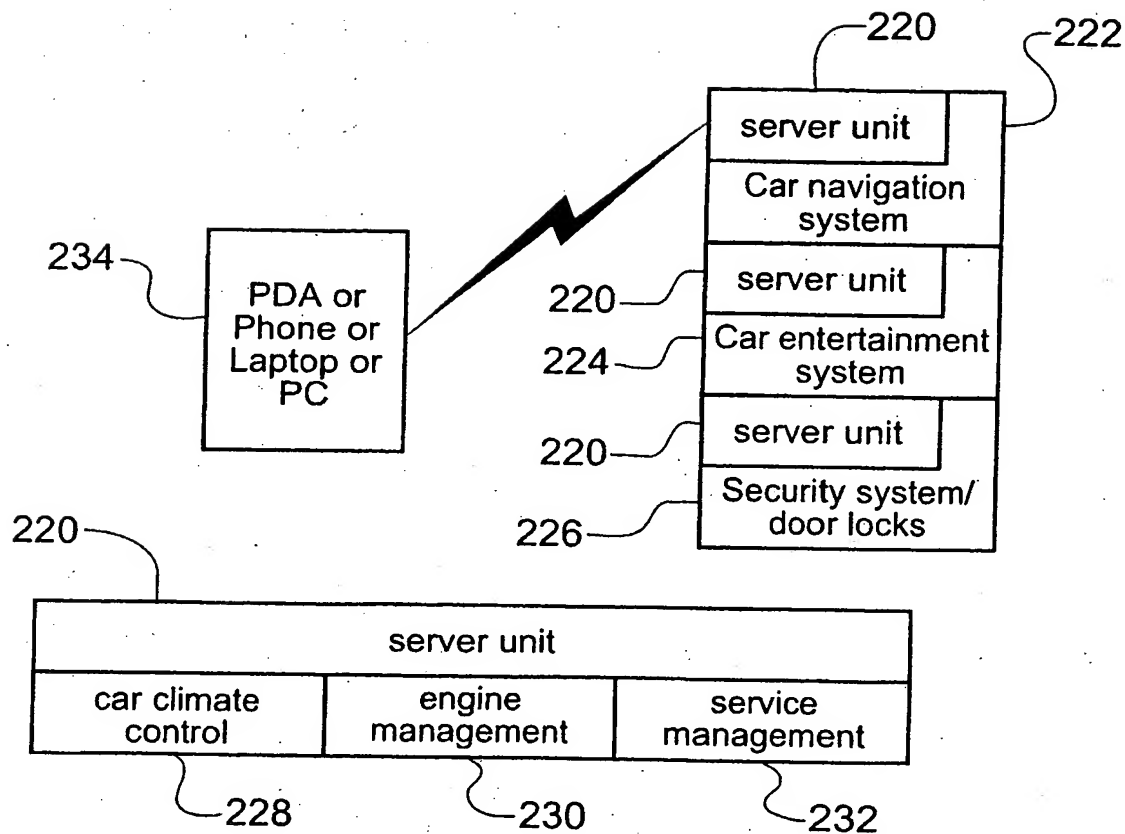 220
222
server unit
Car navigation
system
234
PDA or
Phone or
Laptop or
PC
220
server unit
224
Car entertainment
system
220
server unit
226
Security system/
door locks
220
server unit
car climate
control
engine
management
service
management
228
230
232